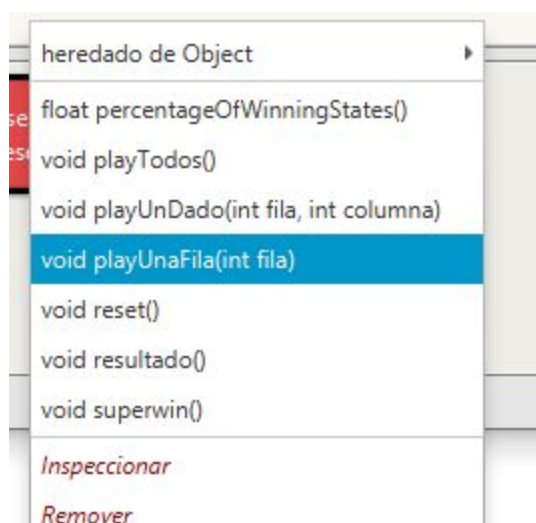 heredado de Object
float percentageOfWinningStates()
void playTodos()
void playUnDado(int fila, int columna)
void playUnaFila(int fila)
void reset()
void resultado()
void superwin()
Inspeccionar
Remover